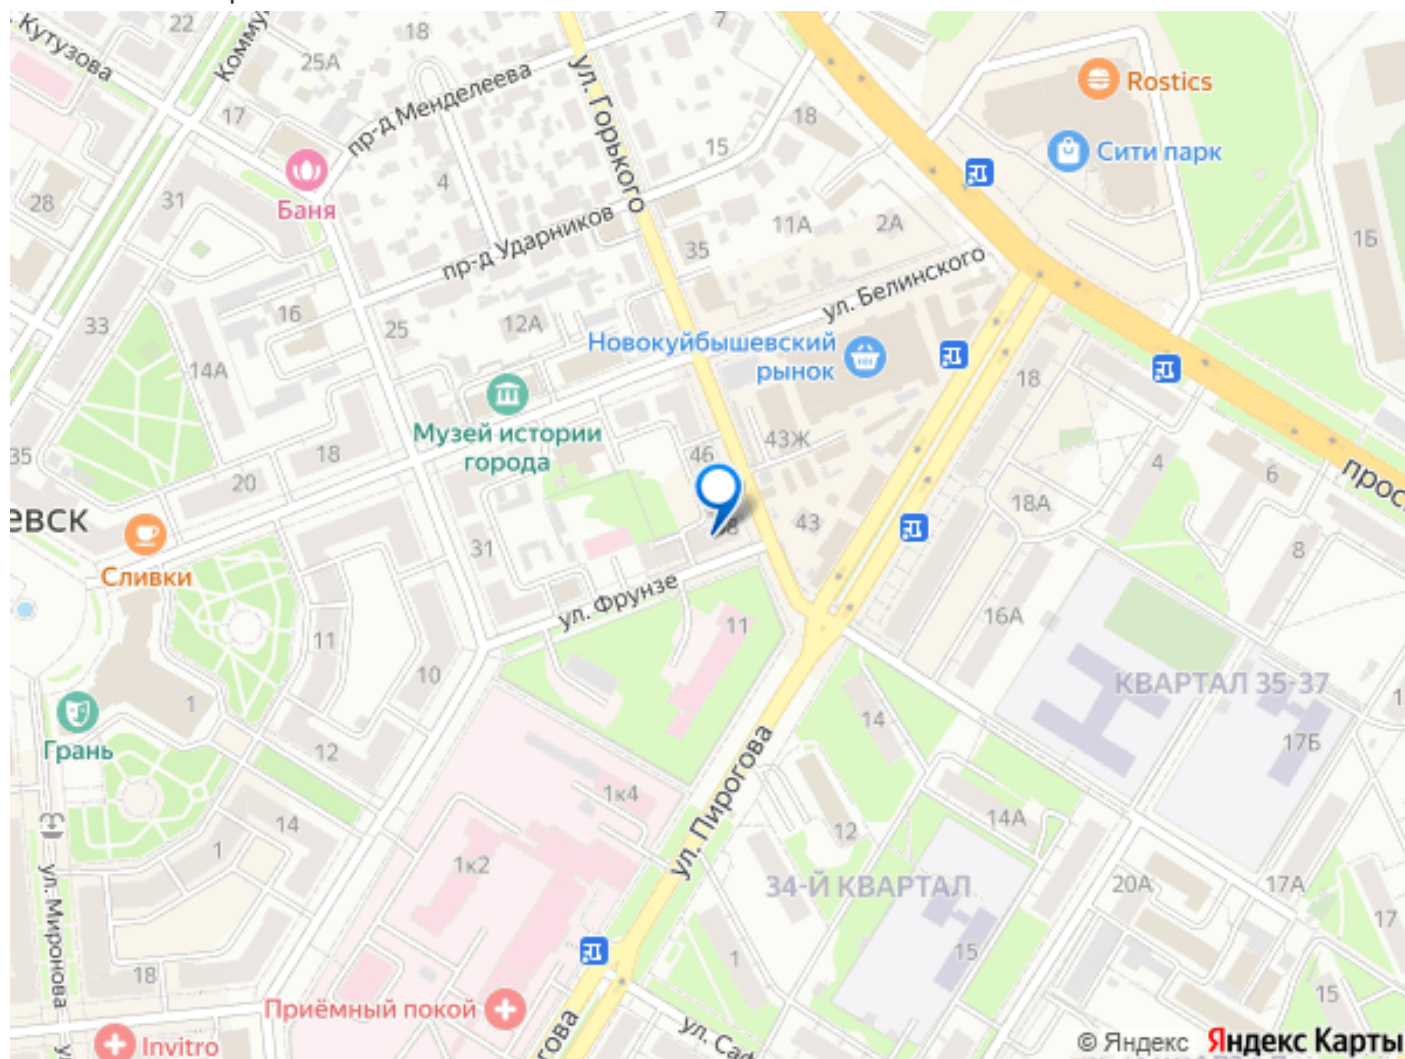 22
18
7
Кутузова
25А
Rostics
17
пр-д Менделеева
ул. Горького
18
15
Сити парк
4
28
31
Баня
пр-д Ударников
11А
2А
35
1Б
ул. Белинского
16
33
25
12А
Новокуйбышевский
рынок
14А
18
Музей истории
города
43Ж
46
35
18
20
4
6
18А
евск
43
Сливки
31
8
ул. Фрунзе
16А
11
11
10
КВАРТАЛ 35-37
1
14
17Б
Грань
12
1к4
ул. Пирогова
14А
14
1
12
1к2
34-Й КВАРТАЛ
20А
17А
ул. Миронова
17
1
15
18
15
Приёмный покой
Invitro
© Яндекс Яндекс Карты